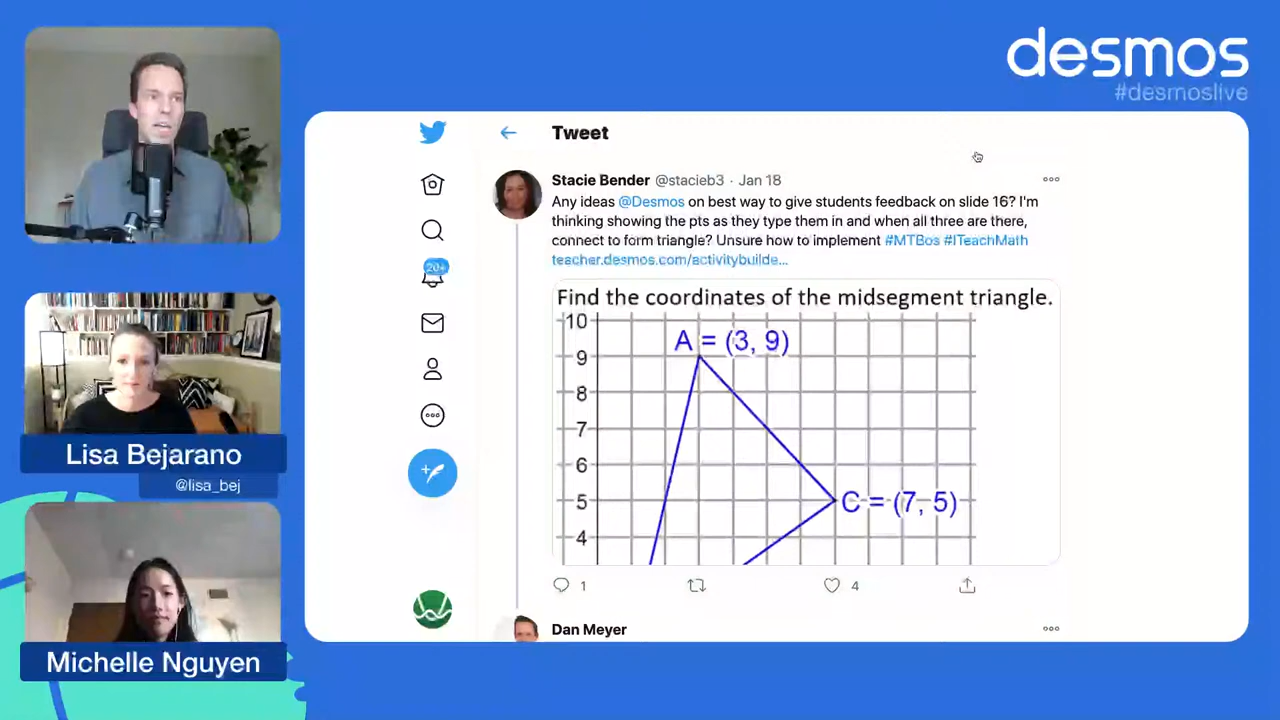 desmos
#desmoslive
Tweet
Stacie Bender @stacieb3 · Jan 18
Any ideas @Desmos on best way to give students feedback on slide 16? I'm
thinking showing the pts as they type them in and when all three are there,
connect to form triangle? Unsure how to implement #MTBos #ITeachMath
teacher.desmos.com/activitybuilde...
20+
Find the coordinates of the midsegment triangle.
10
A = (3, 9)
9
8
7
6
5
C = (7, 5)
4
1
4
Dan Meyer
Lisa Bejarano
@lisa_bej
Michelle Nguyen